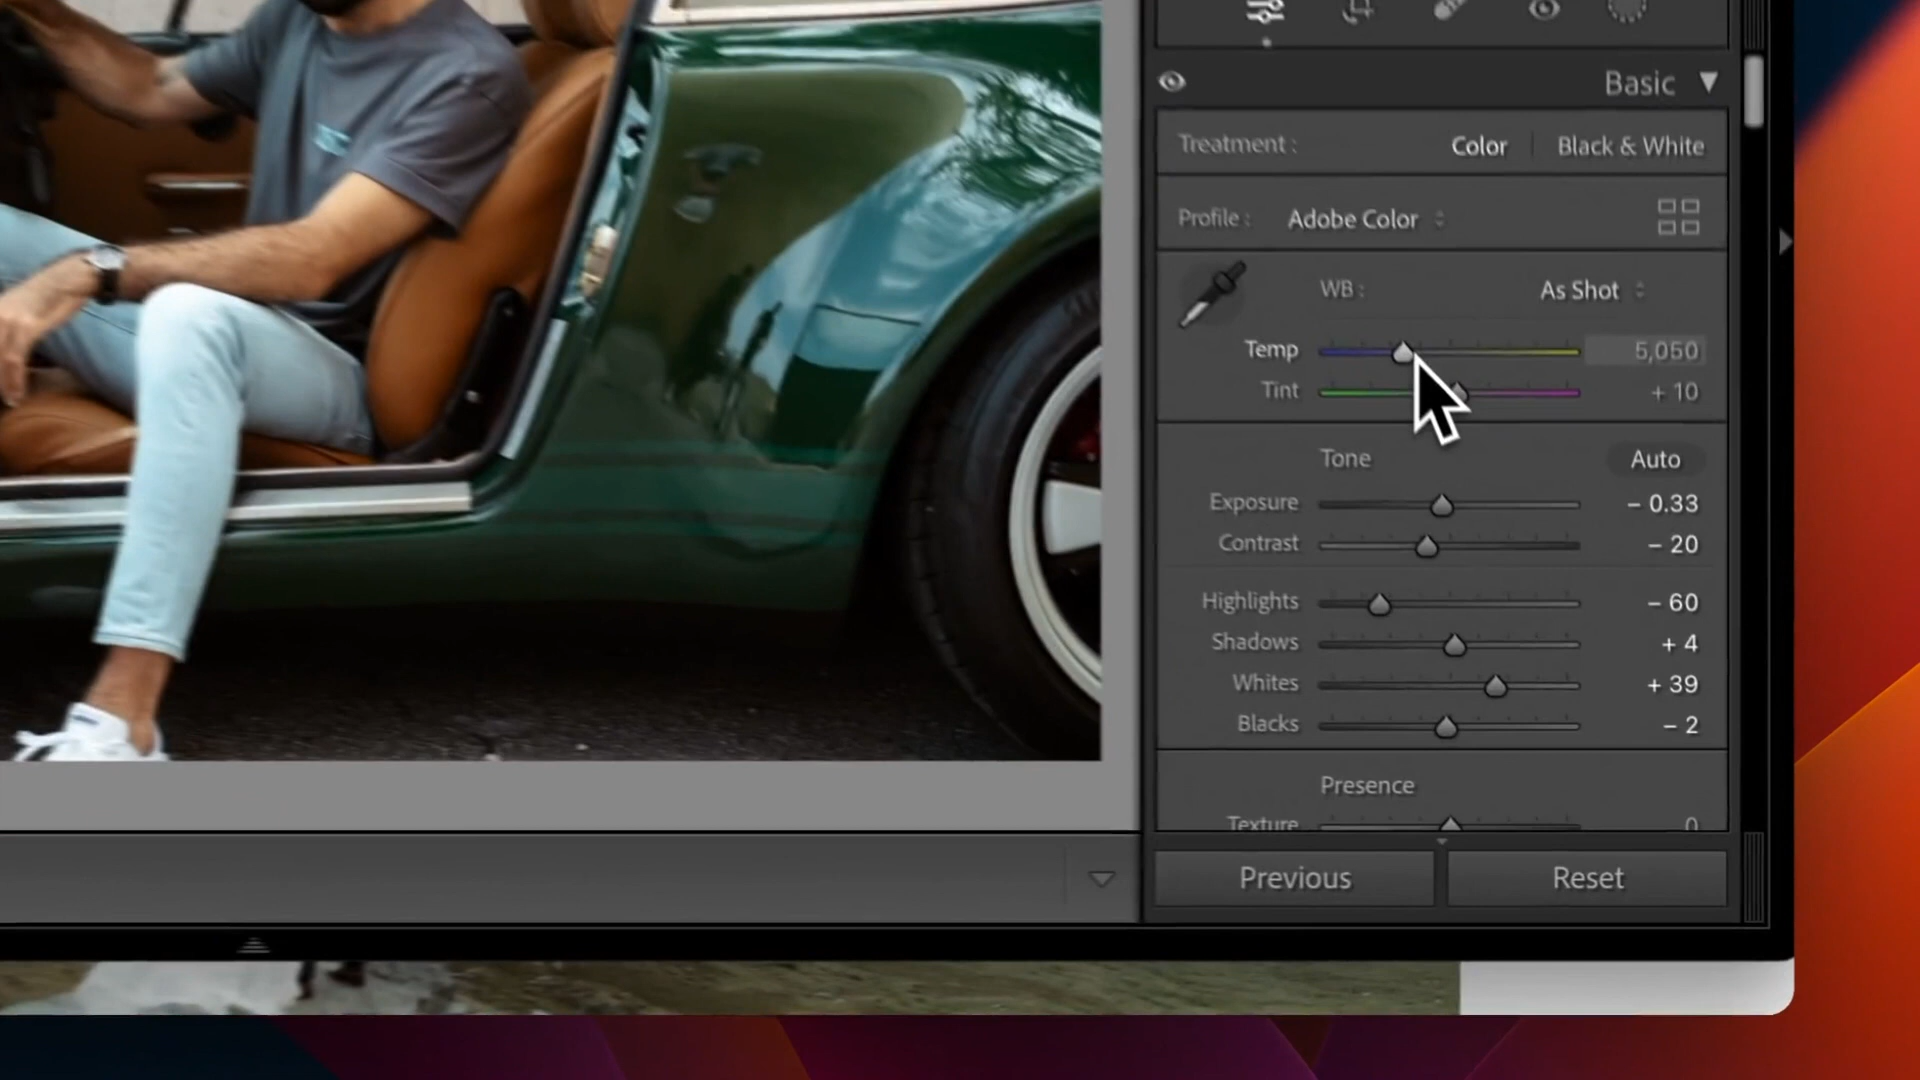 Basic ▼
Treatment : Color Black & White
Profile : Adobe Color
WB : As Shot
Temp 5,050
Tint + 10
Tone Auto
Exposure – 0.33
Contrast – 20
Highlights – 60
Shadows + 4
Whites + 39
Blacks – 2
Presence
Texture 0
Previous Reset